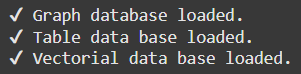 ✓ Graph database loaded.
✓ Table data base loaded.
✓ Vectorial data base loaded.